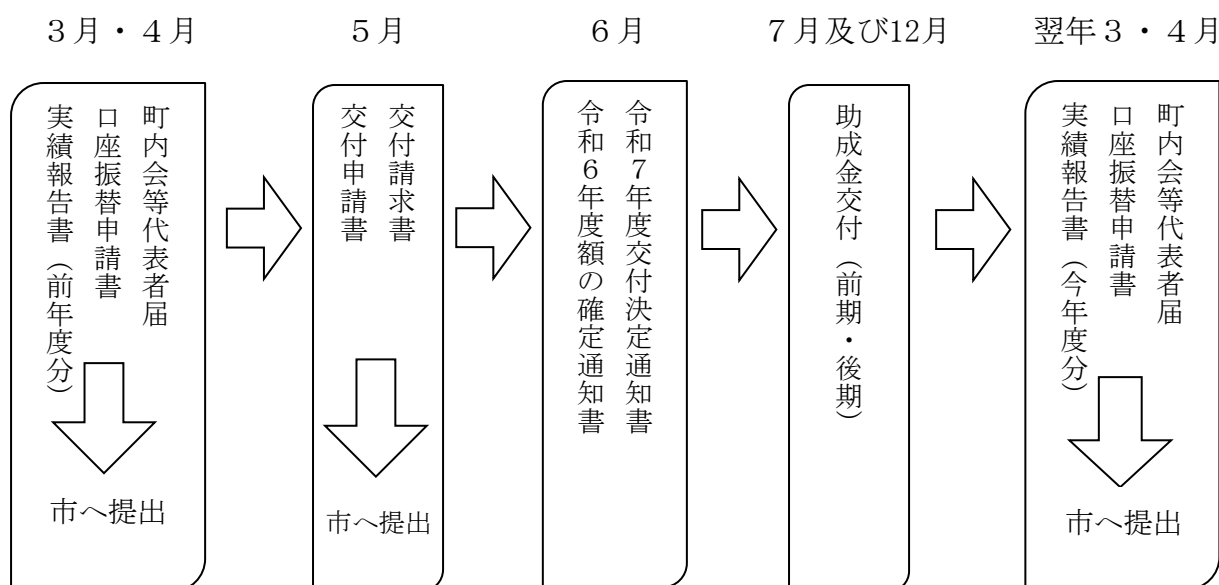 ３月・４月
町内会等代表者届
口座振替申請書
実績報告書（前年度分）
市へ提出
５月
交付請求書
交付申請書
市へ提出
６月
令和７年度交付決定通知書
令和６年度額の確定通知書
７月及び12月
助成金交付（前期・後期）
翌年３・４月
町内会等代表者届
口座振替申請書
実績報告書（今年度分）
市へ提出